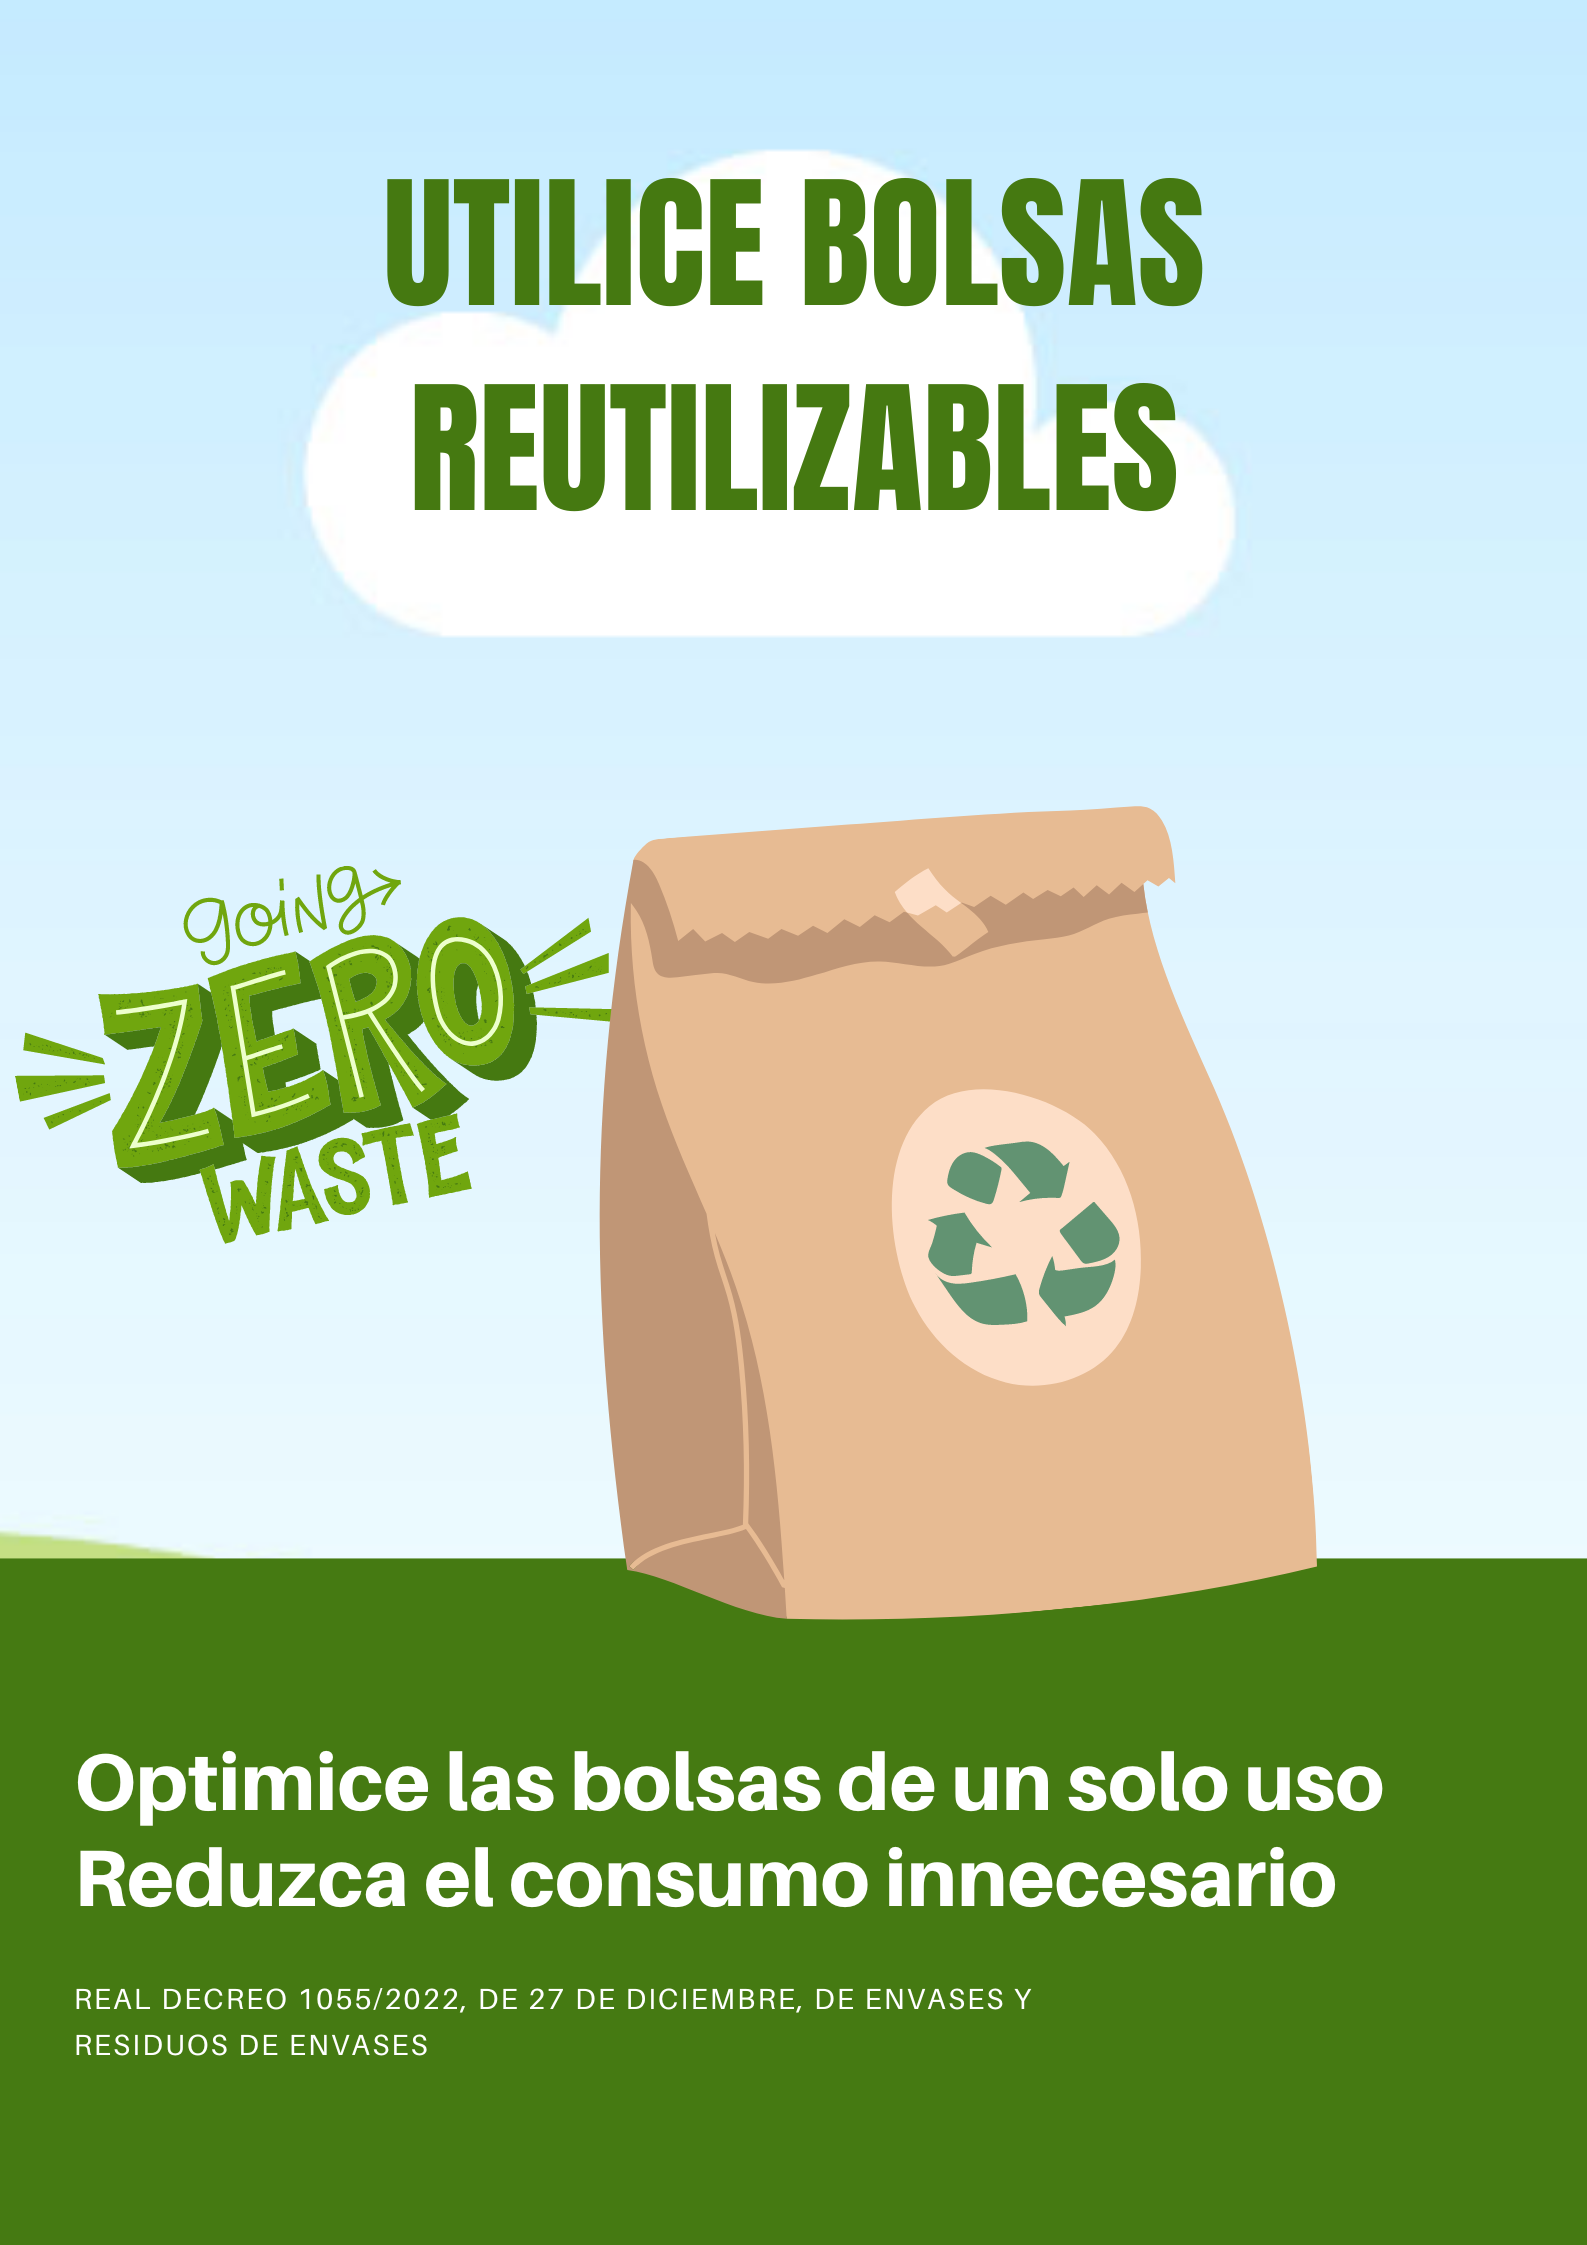 UTILICE BOLSAS
REUTILIZABLES
going
ZERO
WASTE
Optimice las bolsas de un solo uso
Reduzca el consumo innecesario
REAL DECRETO 1055/2022, DE 27 DE DICIEMBRE, DE ENVASES Y
RESIDUOS DE ENVASES